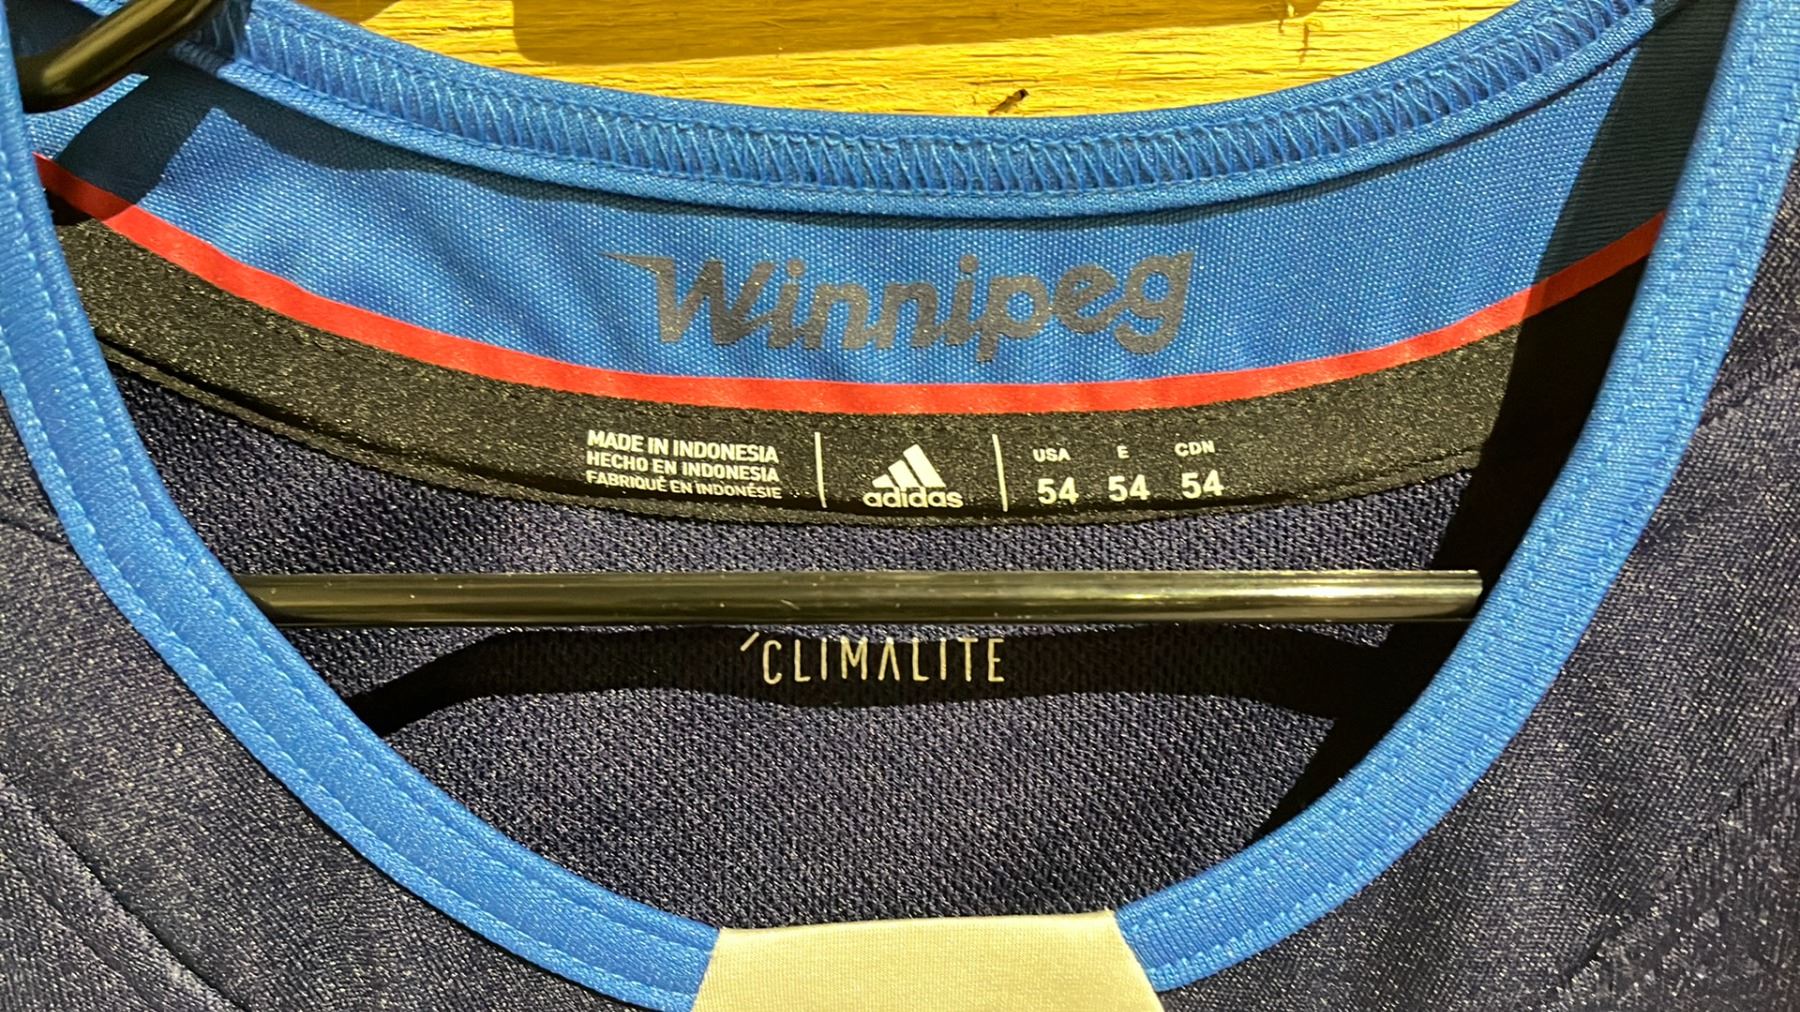 Winnipeg
MADE IN INDONESIA
HECHO EN INDONESIA
FABRIQUÉ EN INDONÉSIE
adidas
USA E CDN
54 54 54
CLIMALITE